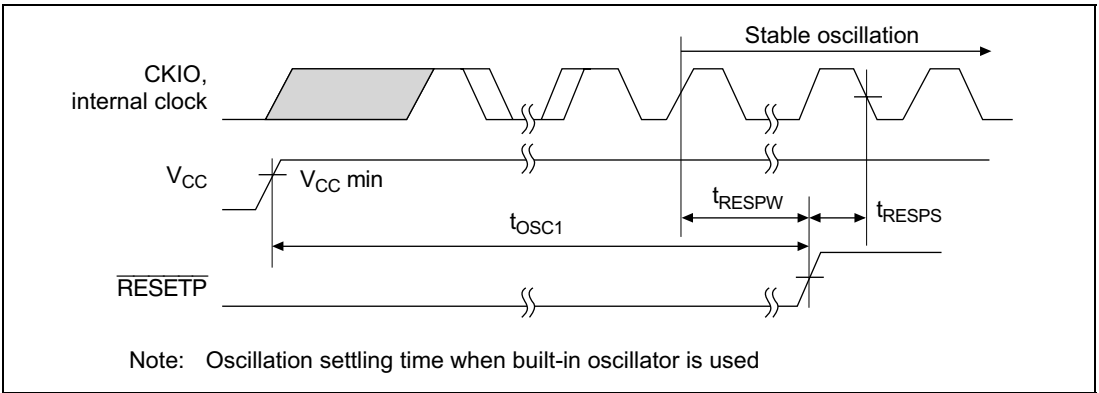 Stable oscillation
CKIO,
internal clock
VCC
VCC min
tRESPW
tRESPS
tOSC1
RESETP
Note: Oscillation settling time when built-in oscillator is used